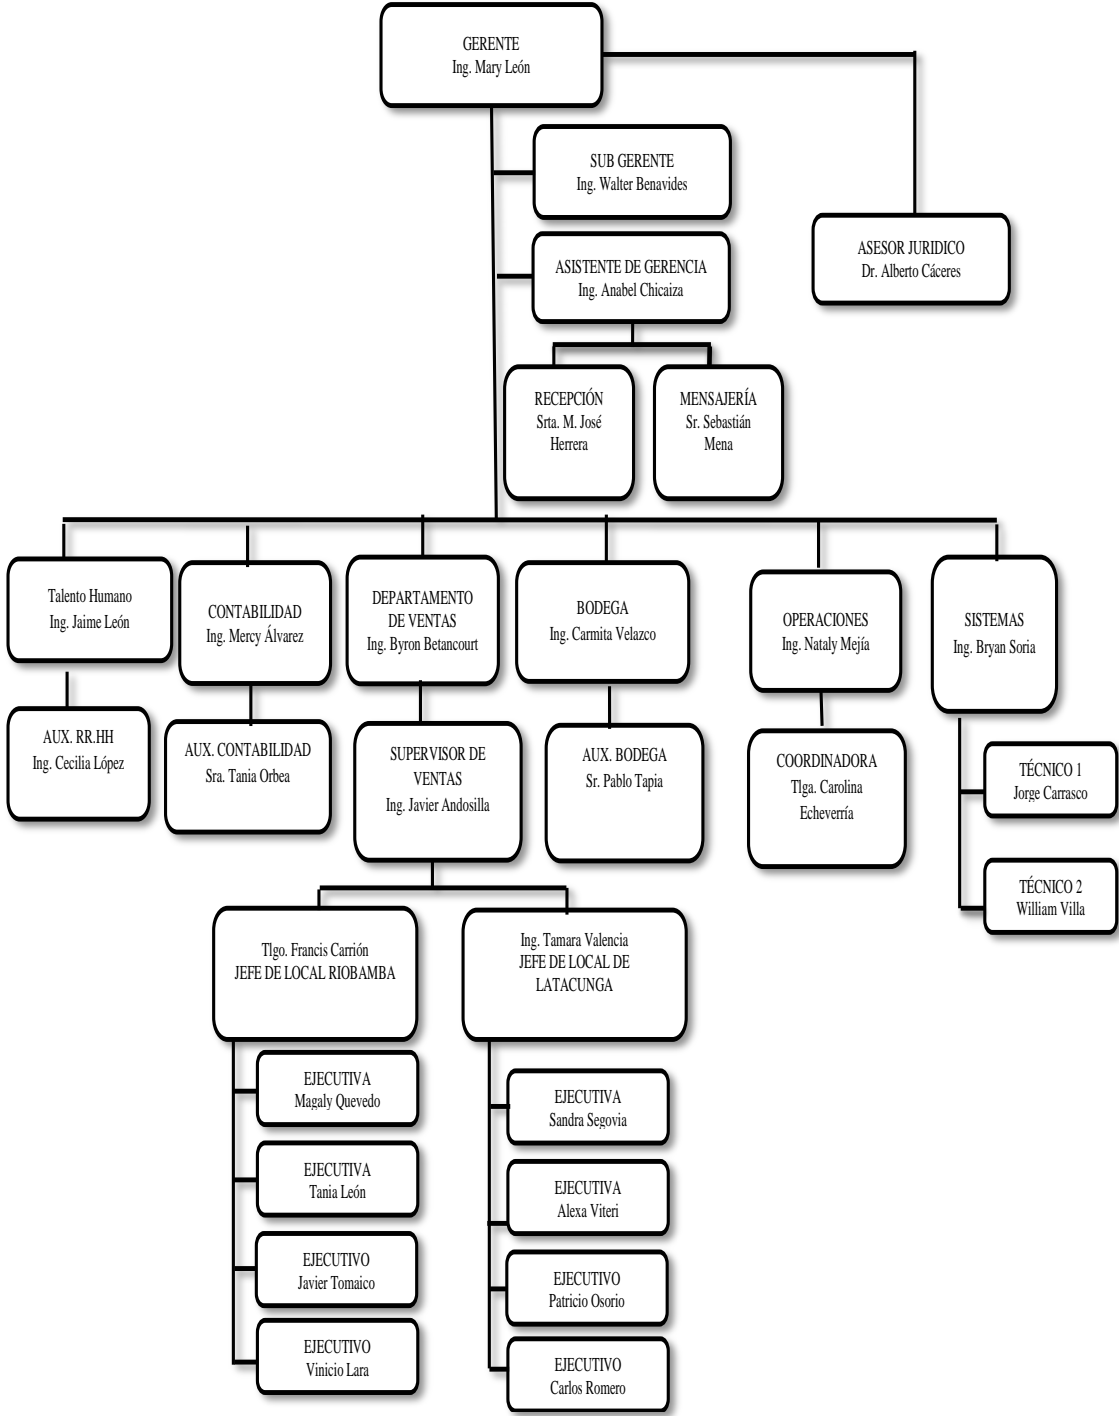 GERENTE
Ing. Mary León
SUB GERENTE
Ing. Walter Benavides
ASESOR JURIDICO
Dr. Alberto Cáceres
ASISTENTE DE GERENCIA
Ing. Anabel Chicaiza
RECEPCIÓN
Srta. M. José
Herrera
MENSAJERÍA
Sr. Sebastián
Mena
Talento Humano
Ing. Jaime León
CONTABILIDAD
Ing. Mercy Álvarez
DEPARTAMENTO
DE VENTAS
Ing. Byron Betancourt
BODEGA
Ing. Carmita Velazco
OPERACIONES
Ing. Nataly Mejía
SISTEMAS
Ing. Bryan Soria
AUX. RR.HH
Ing. Cecilia López
AUX. CONTABILIDAD
Sra. Tania Orbea
SUPERVISOR DE
VENTAS
Ing. Javier Andosilla
AUX. BODEGA
Sr. Pablo Tapia
COORDINADORA
Tlga. Carolina
Echeverría
TÉCNICO 1
Jorge Carrasco
TÉCNICO 2
William Villa
Tlgo. Francis Carrión
JEFE DE LOCAL RIOBAMBA
Ing. Tamara Valencia
JEFE DE LOCAL DE
LATACUNGA
EJECUTIVA
Magaly Quevedo
EJECUTIVA
Tania León
EJECUTIVO
Javier Tomaico
EJECUTIVO
Vinicio Lara
EJECUTIVA
Sandra Segovia
EJECUTIVA
Alexa Viteri
EJECUTIVO
Patricio Osorio
EJECUTIVO
Carlos Romero